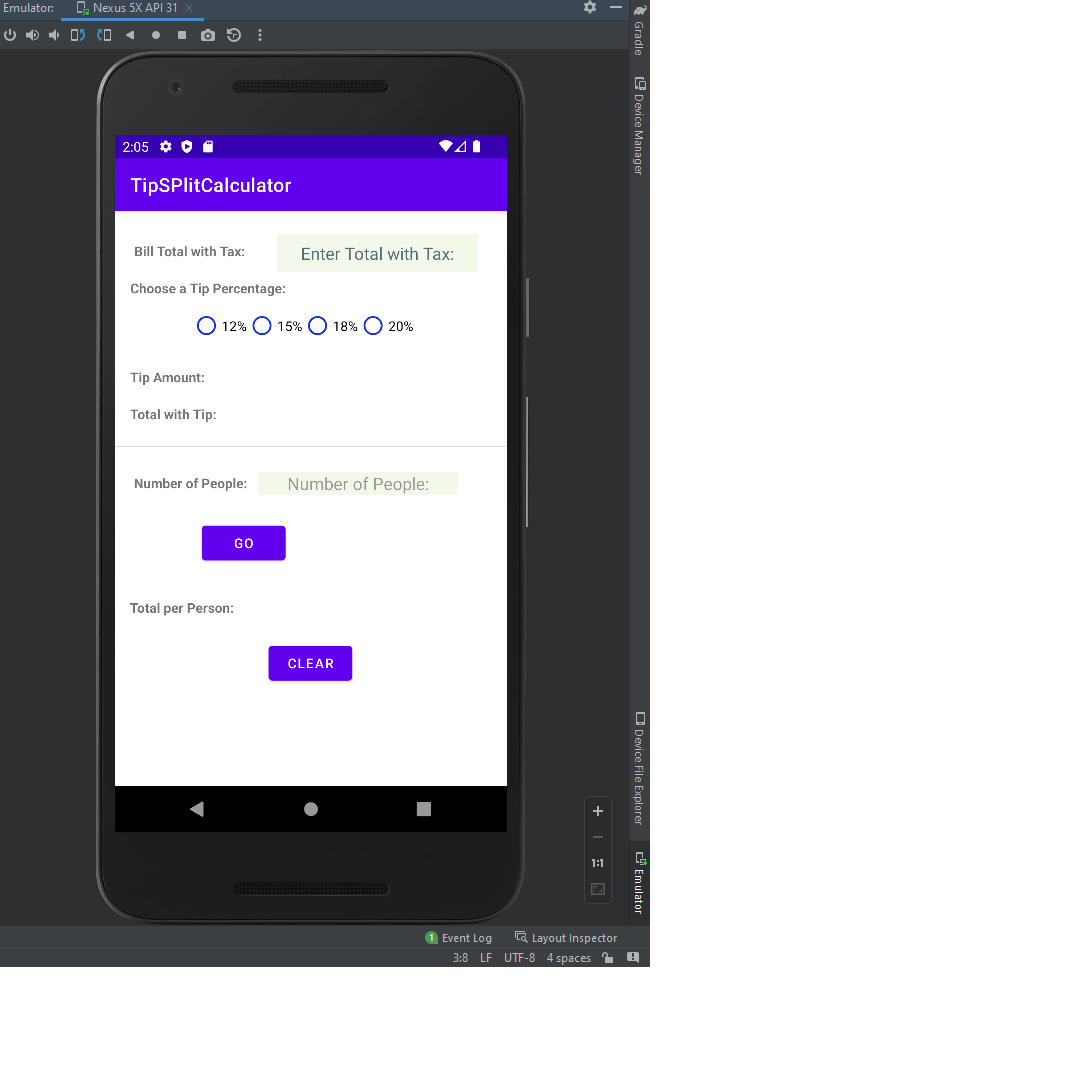 Emulator: Nexus 5X API 31
Gradle
Device Manager
2:05
TipSPlitCalculator
Bill Total with Tax: Enter Total with Tax:
Choose a Tip Percentage:
12% 15% 18% 20%
Tip Amount:
Total with Tip:
Number of People: Number of People:
GO
Total per Person:
CLEAR
Device File Explorer
1:1
Emulator
1 Event Log Layout Inspector
3:8 LF UTF-8 4 spaces